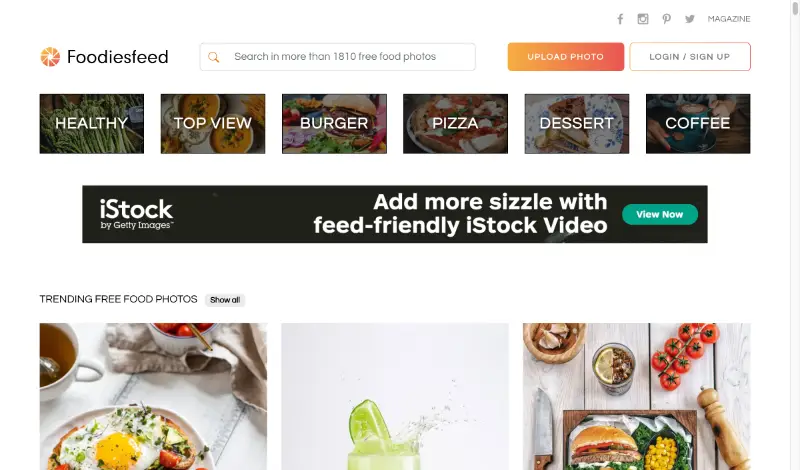 MAGAZINE
Foodiesfeed
Search in more than 1810 free food photos
UPLOAD PHOTO
LOGIN / SIGN UP
HEALTHY
TOP VIEW
BURGER
PIZZA
DESSERT
COFFEE
iStock
by Getty Images™
Add more sizzle with
feed-friendly iStock Video
View Now
TRENDING FREE FOOD PHOTOS
Show all